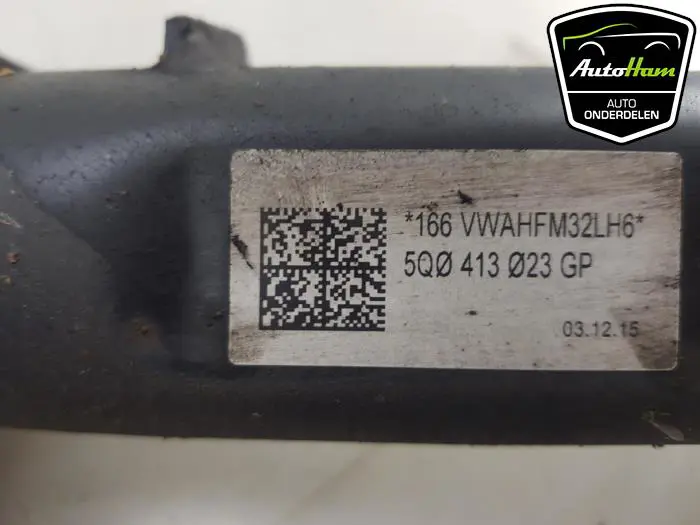 AutoHam
AUTO
ONDERDELEN
*166 VWAHFM32LH6*
5QØ 413 Ø23 GP
03.12.15